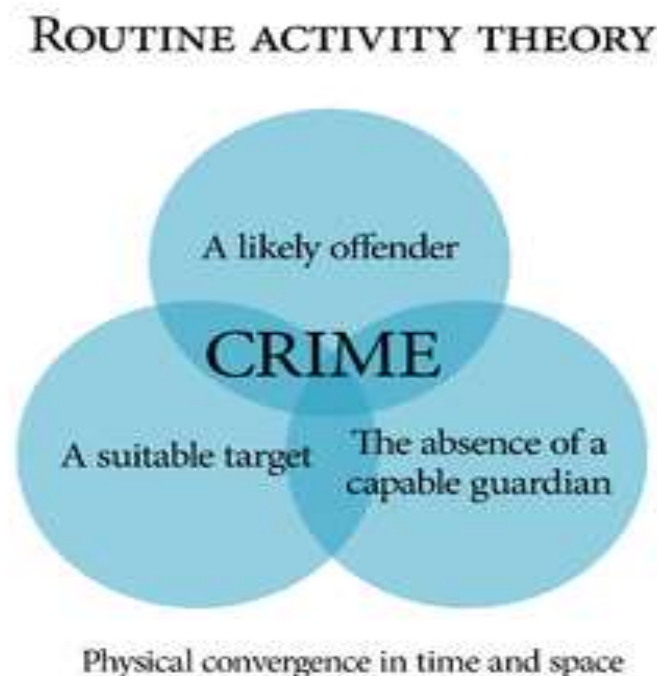 ROUTINE ACTIVITY THEORY
A likely offender
CRIME
A suitable target
The absence of a
capable guardian
Physical convergence in time and space